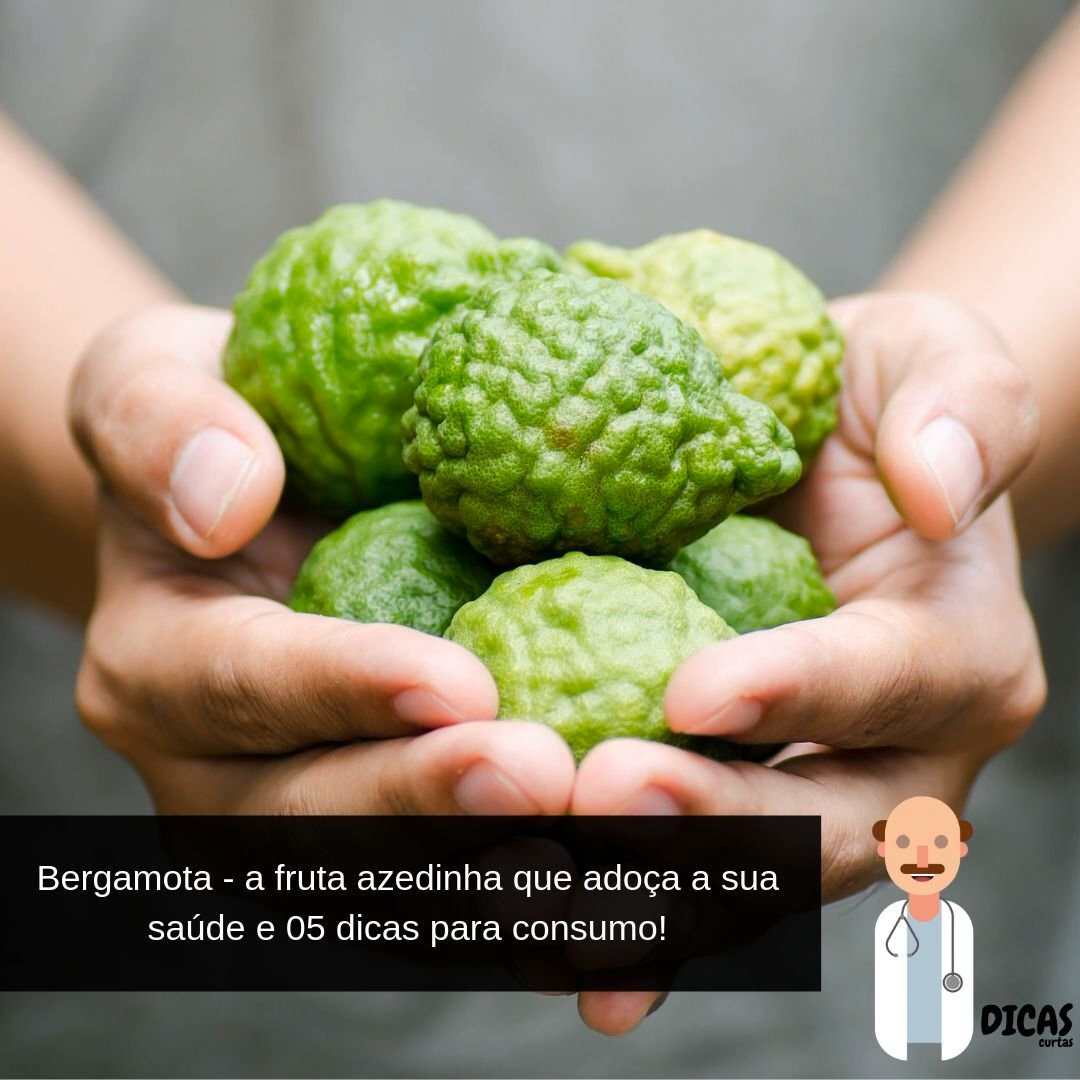 Bergamota - a fruta azedinha que adoça a sua
saúde e 05 dicas para consumo!
DICAS
curtas